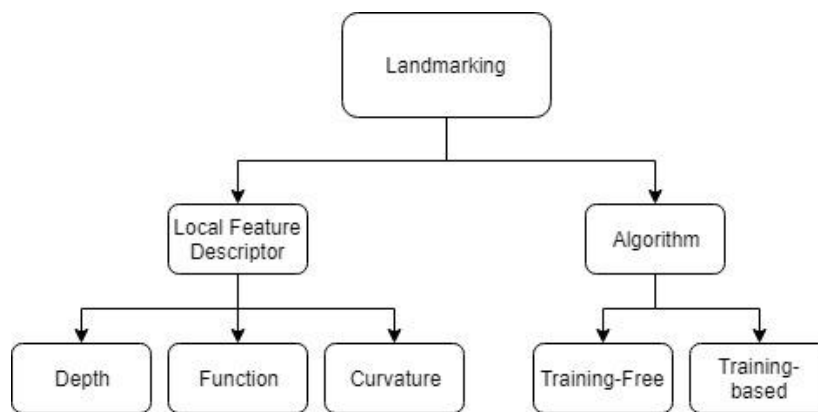 Landmarking
Local Feature
Descriptor
Algorithm
Depth
Function
Curvature
Training-Free
Training-
based